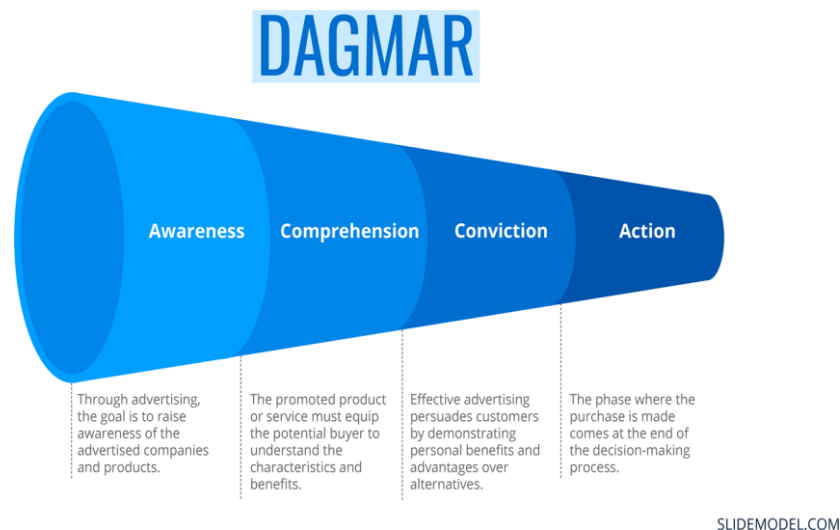 DAGMAR
Awareness
Comprehension
Conviction
Action
Through advertising,
the goal is to raise
awareness of the
advertised companies
and products.
The promoted product
or service must equip
the potential buyer to
understand the
characteristics and
benefits.
Effective advertising
persuades customers
by demonstrating
personal benefits and
advantages over
alternatives.
The phase where the
purchase is made
comes at the end of
the decision-making
process.
SLIDEMODEL.COM